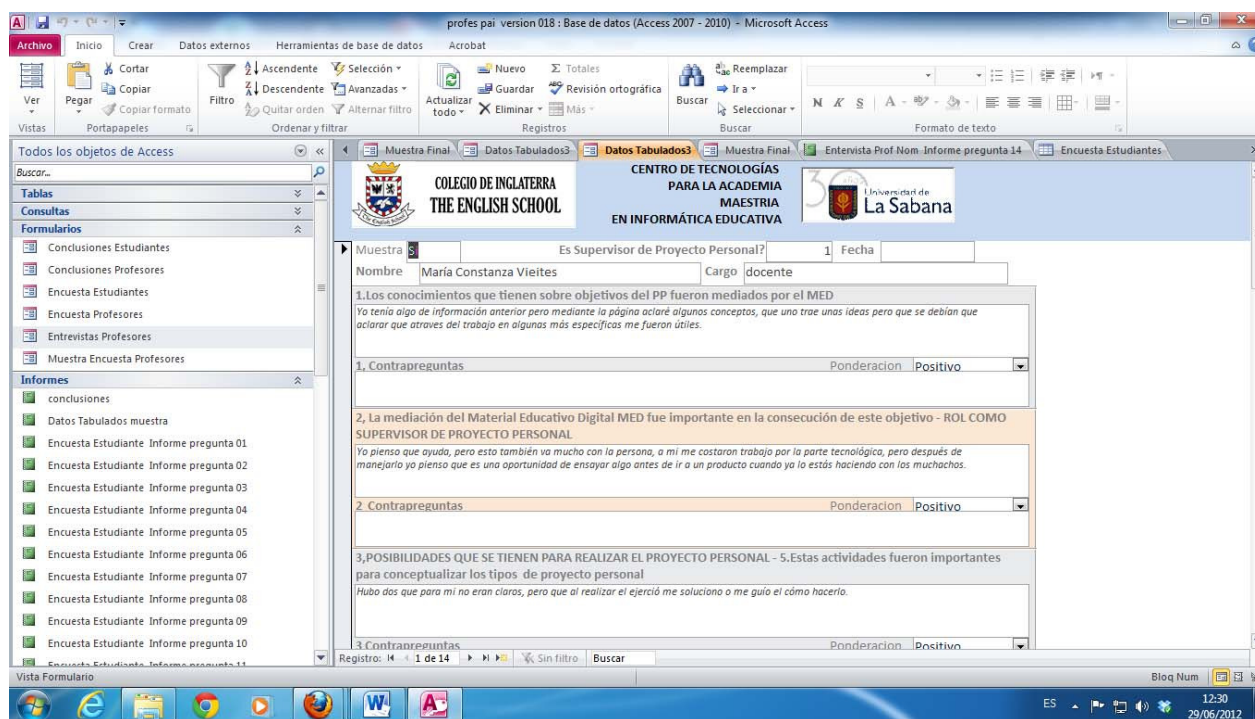 profes pai version 018 : Base de datos (Access 2007 - 2010) - Microsoft Access
Archivo Inicio Crear Datos externos Herramientas de base de datos Acrobat
Ver
Vistas
Pegar
Cortar
Copiar
Copiar formato
Portapapeles
Filtro
Ascendente
Descendente
Quitar orden
Selección
Avanzadas
Alternar filtro
Ordenar y filtrar
Actualizar
todo
Nuevo
Guardar
Eliminar
Totales
Revisión ortográfica
Más
Registros
Buscar
Reemplazar
Ir a
Seleccionar
Buscar
N K S A
Formato de texto
Todos los objetos de Access
Buscar...
Tablas
Consultas
Formularios
Conclusiones Estudiantes
Conclusiones Profesores
Encuesta Estudiantes
Encuesta Profesores
Entrevistas Profesores
Muestra Encuesta Profesores
Informes
conclusiones
Datos Tabulados muestra
Encuesta Estudiante Informe pregunta 01
Encuesta Estudiante Informe pregunta 02
Encuesta Estudiante Informe pregunta 03
Encuesta Estudiante Informe pregunta 04
Encuesta Estudiante Informe pregunta 05
Encuesta Estudiante Informe pregunta 06
Encuesta Estudiante Informe pregunta 07
Encuesta Estudiante Informe pregunta 08
Encuesta Estudiante Informe pregunta 09
Encuesta Estudiante Informe pregunta 10
Encuesta Estudiante Informe pregunta 11
Muestra Final Datos Tabulados3 Datos Tabulados3 Muestra Final Entervista Prof Nom Informe pregunta 14 Encuesta Estudiantes
The English School
COLEGIO DE INGLATERRA
THE ENGLISH SCHOOL
CENTRO DE TECNOLOGÍAS
PARA LA ACADEMIA
MAESTRIA
EN INFORMÁTICA EDUCATIVA
Universidad de
La Sabana
Muestra S Es Supervisor de Proyecto Personal? 1 Fecha
Nombre María Constanza Vieites Cargo docente
1.Los conocimientos que tienen sobre objetivos del PP fueron mediados por el MED
Yo tenía algo de información anterior pero mediante la página aclaré algunos conceptos, que uno trae unas ideas pero que se debían que
aclarar que atraves del trabajo en algunas más específicas me fueron útiles.
1, Contrapreguntas Ponderacion Positivo
2, La mediación del Material Educativo Digital MED fue importante en la consecución de este objetivo - ROL COMO
SUPERVISOR DE PROYECTO PERSONAL
Yo pienso que ayuda, pero esto también va mucho con la persona, a mi me costaron trabajo por la parte tecnológica, pero después de
manejarlo yo pienso que es una oportunidad de ensayar algo antes de ir a un producto cuando ya lo estás haciendo con los muchachos.
2 Contrapreguntas Ponderacion Positivo
3,POSIBILIDADES QUE SE TIENEN PARA REALIZAR EL PROYECTO PERSONAL - 5.Estas actividades fueron importantes
para conceptualizar los tipos de proyecto personal
Hubo dos que para mi no eran claros, pero que al realizar el ejerció me soluciono o me guío el cómo hacerlo.
3 Contrapreguntas Ponderacion Positivo
Registro: 1 de 14 Sin filtro Buscar
Vista Formulario Bloq Num
ES 12:30
29/06/2012